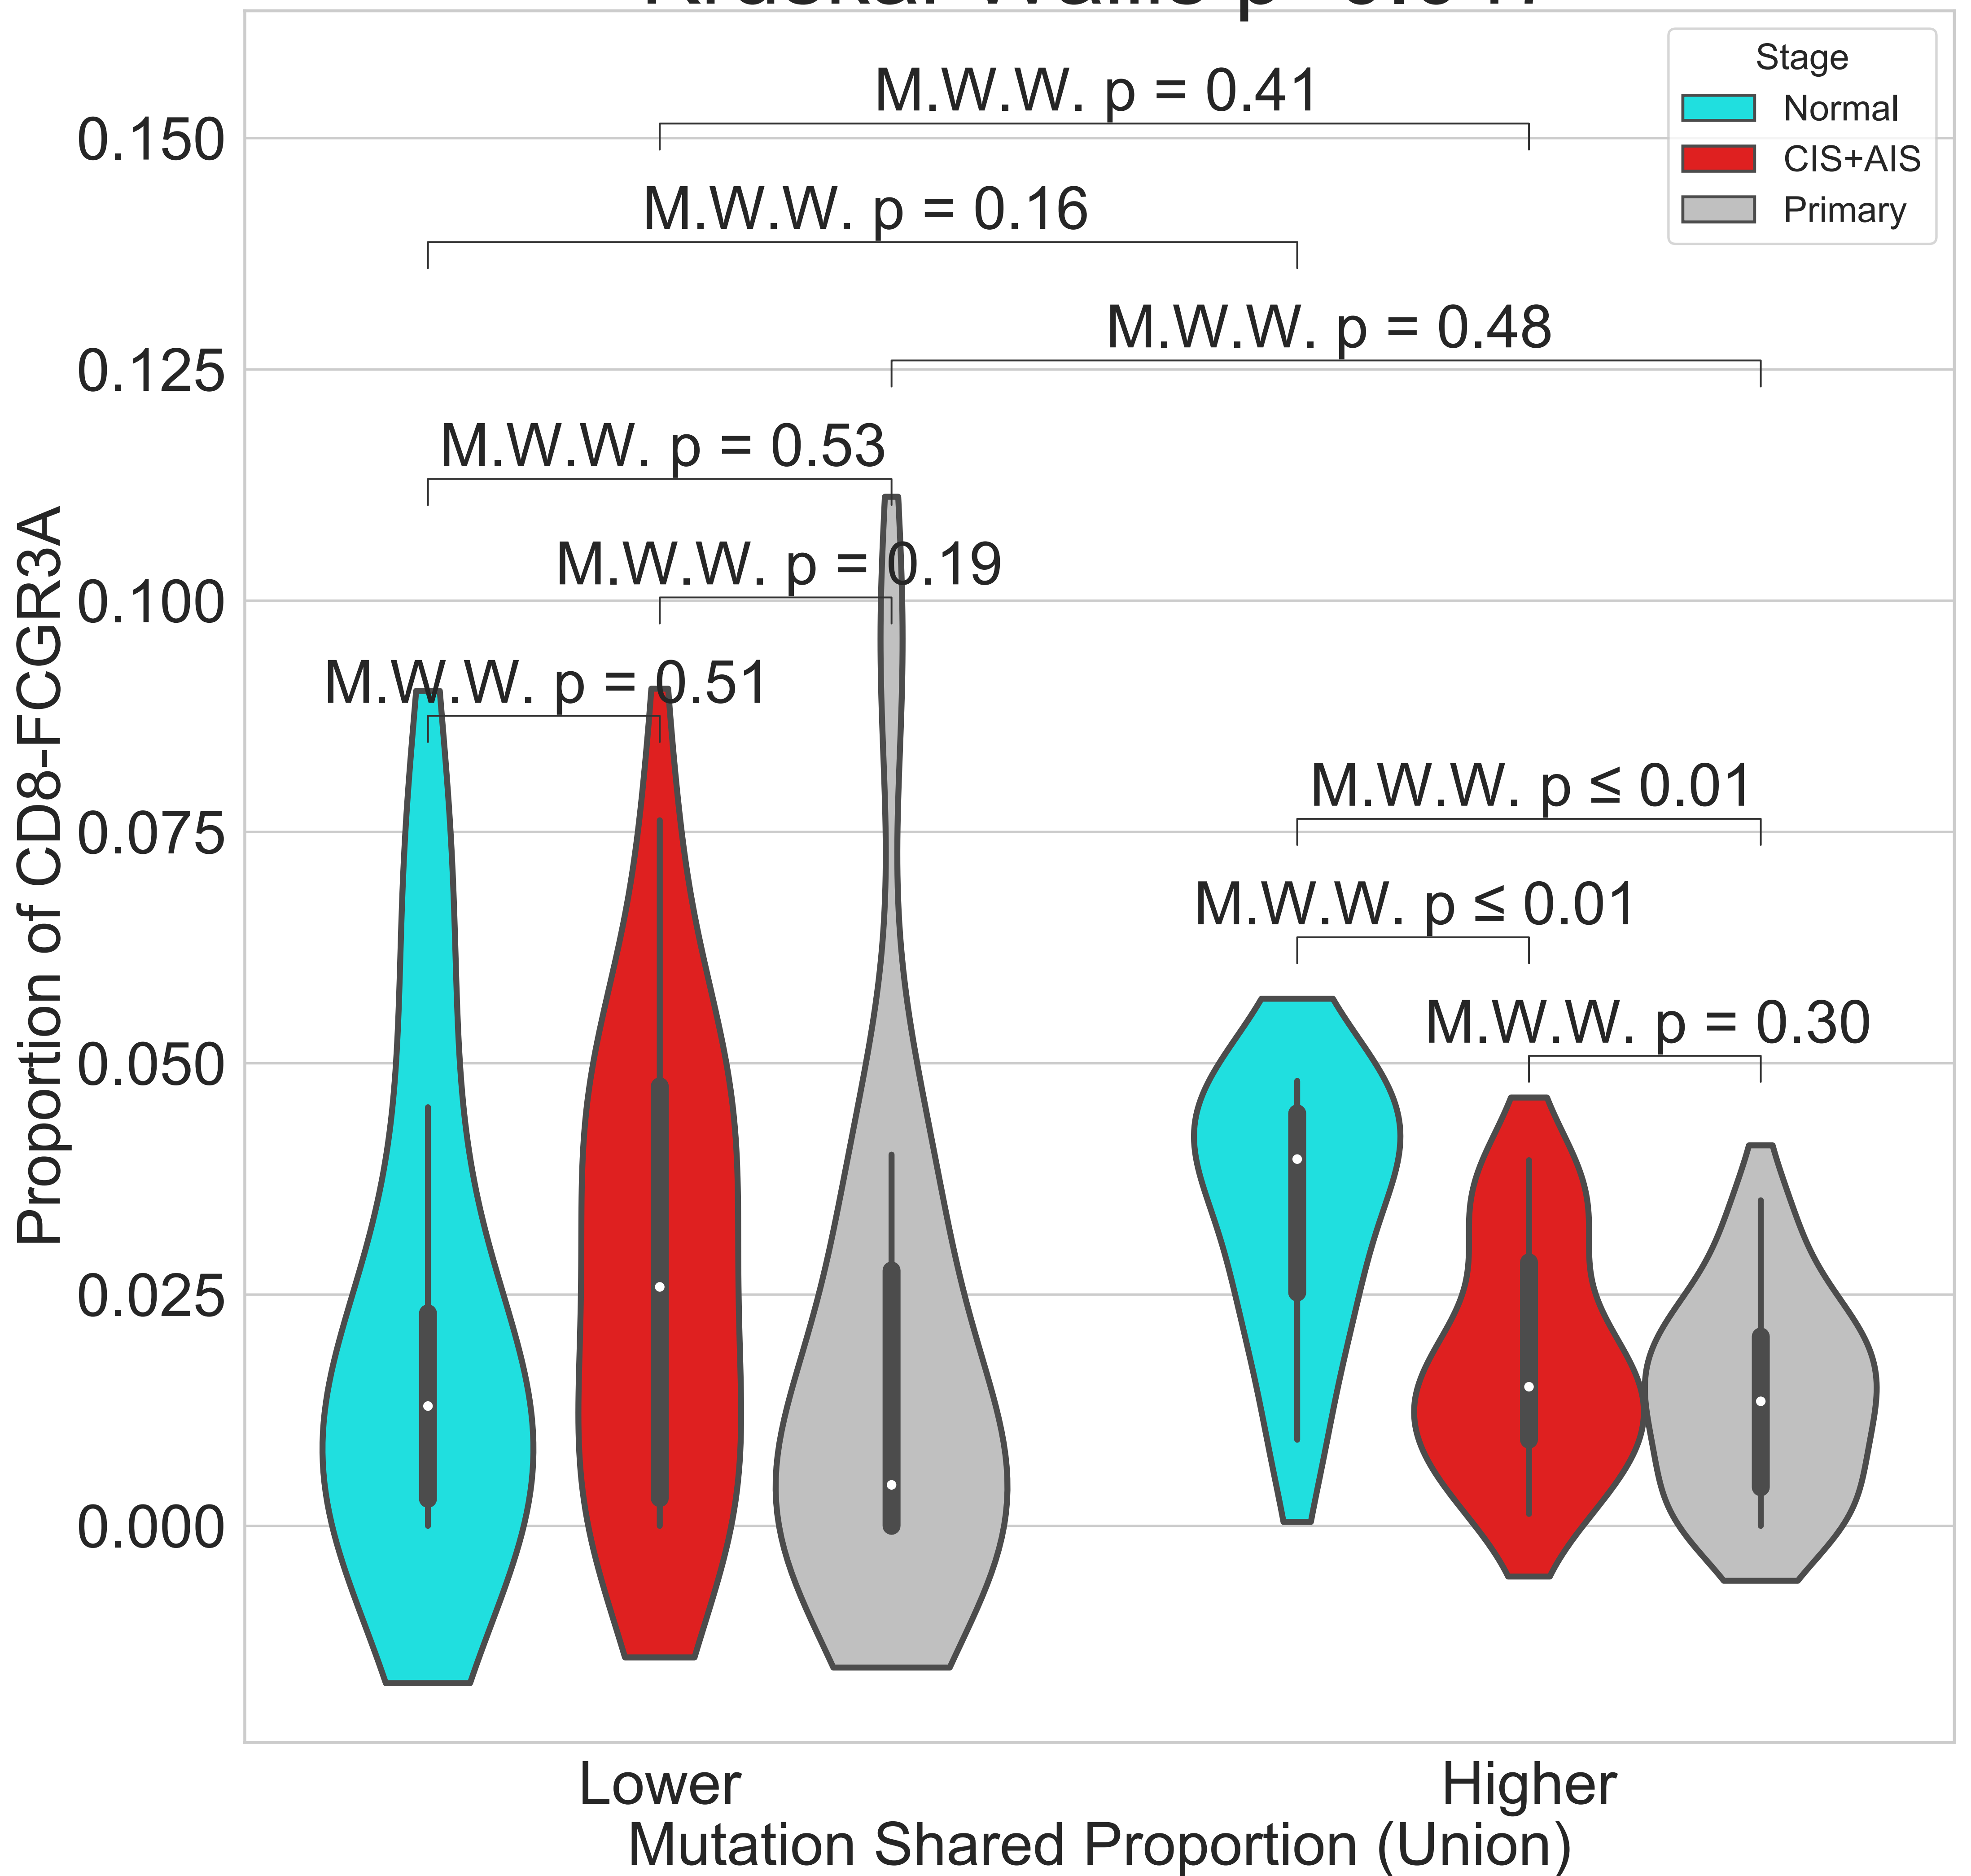 Stage
Normal
CIS+AIS
Primary
M.W.W. p = 0.41
M.W.W. p = 0.16
M.W.W. p = 0.48
M.W.W. p = 0.53
M.W.W. p = 0.19
M.W.W. p = 0.51
M.W.W. p ≤ 0.01
M.W.W. p ≤ 0.01
M.W.W. p = 0.30
0.150
0.125
0.100
0.075
0.050
0.025
0.000
Proportion of CD8-FCGR3A
Lower
Higher
Mutation Shared Proportion (Union)